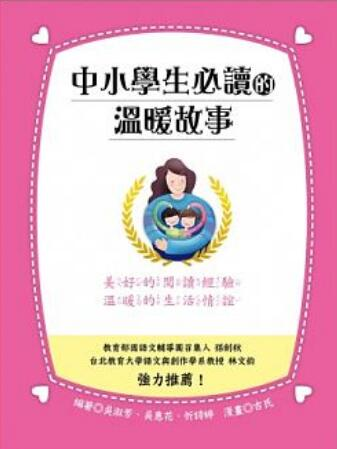 中小學生必讀的
溫暖故事
美好的閱讀經驗
溫暖的生活情誼
教育部國語文輔導團召集人 孫劍秋
台北教育大學語文與創作學系教授 林文韵
強力推薦！
編著◎吳淑芳、吳惠花、忻詩婷 漫畫◎古氏